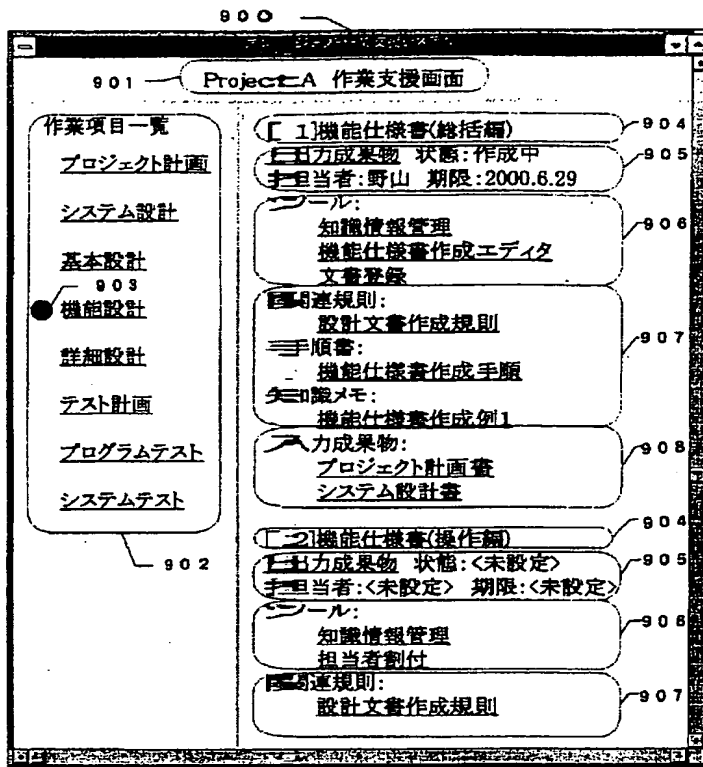 900
901
Project-A 作業支援画面
作業項目一覧
プロジェクト計画
システム設計
基本設計
903
機能設計
詳細設計
テスト計画
プログラムテスト
システムテスト
902
[1]機能仕様書(総括編)
904
出力成果物 状態:作成中
905
担当者:野山 期限:2000.6.29
ツール:
906
知識情報管理
機能仕様書作成エディタ
文書登録
関連規則:
設計文書作成規則
907
手順書:
機能仕様書作成手順
知識メモ:
機能仕様書作成例1
入力成果物:
908
プロジェクト計画書
システム設計書
[2]機能仕様書(操作編)
904
出力成果物 状態:<未設定>
905
担当者:<未設定> 期限:<未設定>
ツール:
906
知識情報管理
担当者割付
関連規則:
907
設計文書作成規則